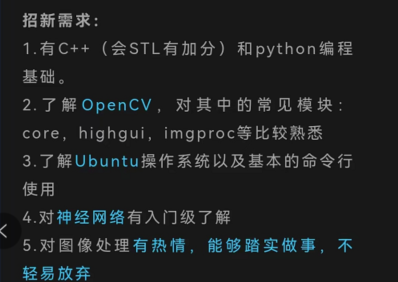 招新需求：
1.有C++（会STL有加分）和python编程
基础。
2.了解OpenCV，对其中的常见模块：
core，highgui，imgproc等比较熟悉
3.了解Ubuntu操作系统以及基本的命令行
使用
4.对神经网络有入门级了解
5.对图像处理有热情，能够踏实做事，不
轻易放弃